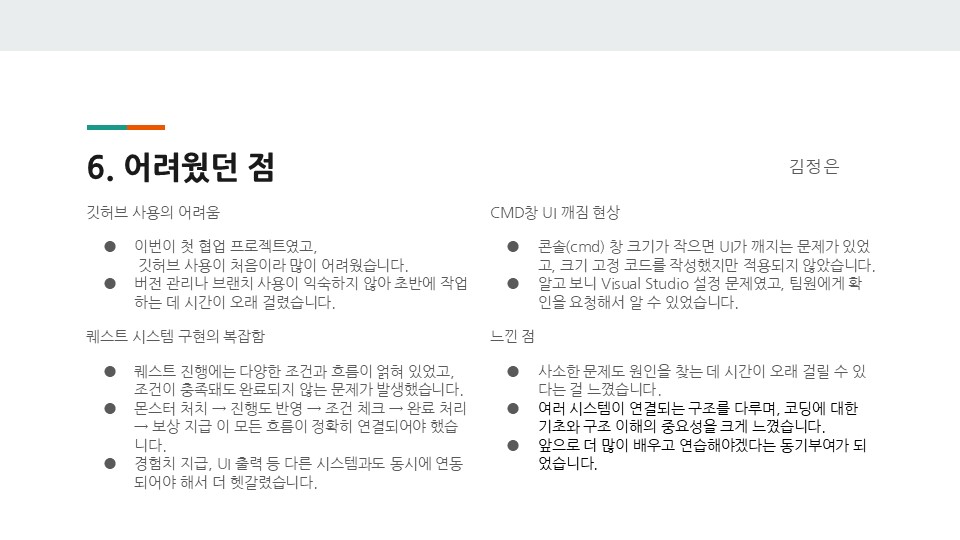 6. 어려웠던 점
김정은
깃허브 사용의 어려움
● 이번이 첫 협업 프로젝트였고,
깃허브 사용이 처음이라 많이 어려웠습니다.
● 버전 관리나 브랜치 사용이 익숙하지 않아 초반에 작업
하는 데 시간이 오래 걸렸습니다.
퀘스트 시스템 구현의 복잡함
● 퀘스트 진행에는 다양한 조건과 흐름이 얽혀 있었고,
조건이 충족돼도 완료되지 않는 문제가 발생했습니다.
● 몬스터 처치 → 진행도 반영 → 조건 체크 → 완료 처리
→ 보상 지급 이 모든 흐름이 정확히 연결되어야 했습
니다.
● 경험치 지급, UI 출력 등 다른 시스템과도 동시에 연동
되어야 해서 더 헷갈렸습니다.
CMD창 UI 깨짐 현상
● 콘솔(cmd) 창 크기가 작으면 UI가 깨지는 문제가 있었
고, 크기 고정 코드를 작성했지만 적용되지 않았습니다.
● 알고 보니 Visual Studio 설정 문제였고, 팀원에게 확
인을 요청해서 알 수 있었습니다.
느낀 점
● 사소한 문제도 원인을 찾는 데 시간이 오래 걸릴 수 있
다는 걸 느꼈습니다.
● 여러 시스템이 연결되는 구조를 다루며, 코딩에 대한
기초와 구조 이해의 중요성을 크게 느꼈습니다.
● 앞으로 더 많이 배우고 연습해야겠다는 동기부여가 되
었습니다.